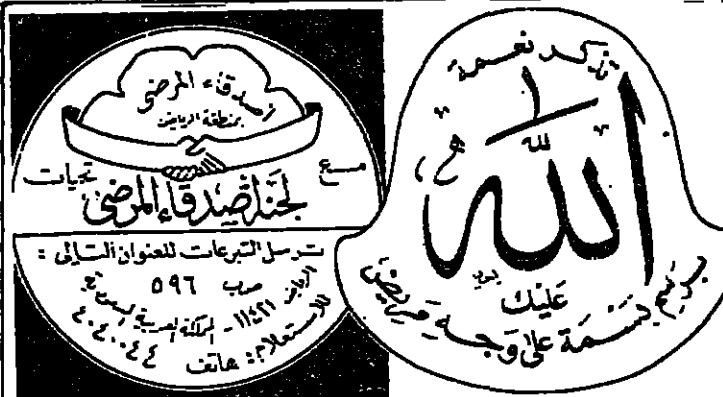 تذكر نعمة
الله
عليك
برسم بسمة على وجه مريض
أصدقاء المرضى
بمنطقة الرياض
مع تحيات
لجنة أصدقاء المرضى
ترسل التبرعات للعنوان التالي :
ص.ب ٥٩٦
الرياض ١١٤٢١ - المملكة العربية السعودية
للاستعلام : هاتف ٤٠٤٠٠٤٤